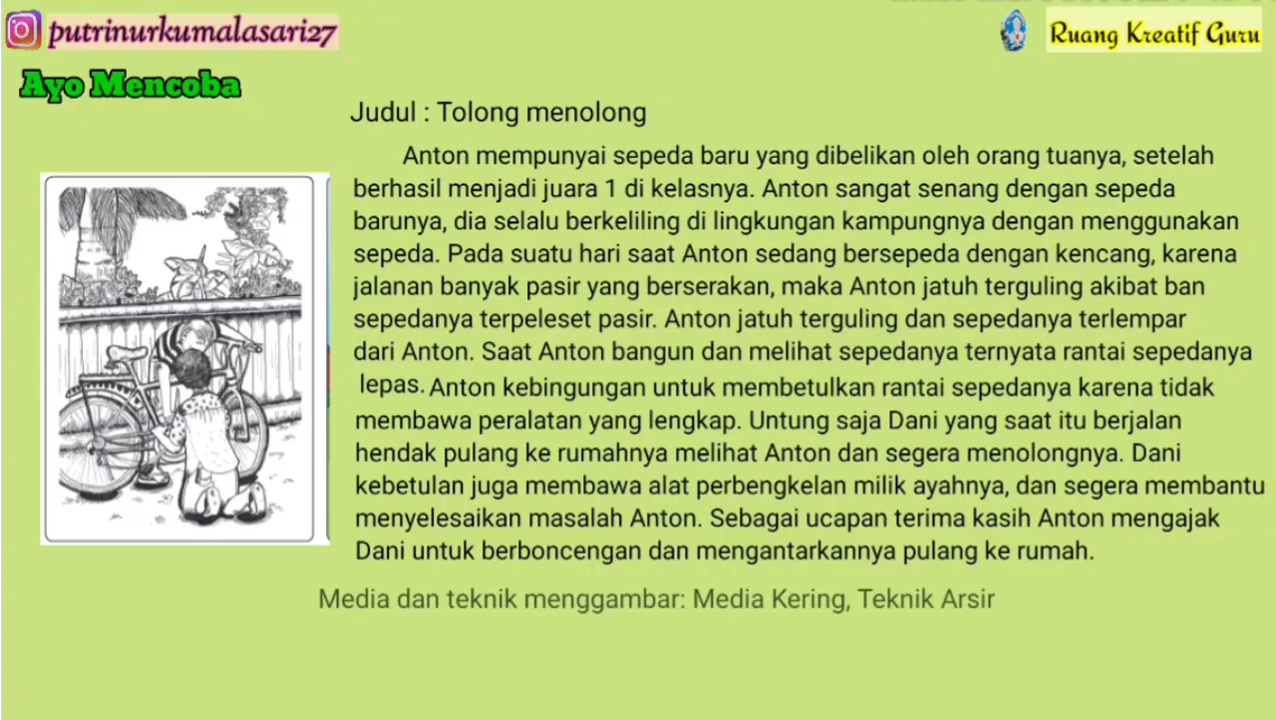 putrinurkumalasari27
Ruang Kreatif Guru
Ayo Mencoba
Judul : Tolong menolong
Anton mempunyai sepeda baru yang dibelikan oleh orang tuanya, setelah
berhasil menjadi juara 1 di kelasnya. Anton sangat senang dengan sepeda
barunya, dia selalu berkeliling di lingkungan kampungnya dengan menggunakan
sepeda. Pada suatu hari saat Anton sedang bersepeda dengan kencang, karena
jalanan banyak pasir yang berserakan, maka Anton jatuh terguling akibat ban
sepedanya terpeleset pasir. Anton jatuh terguling dan sepedanya terlempar
dari Anton. Saat Anton bangun dan melihat sepedanya ternyata rantai sepedanya
lepas. Anton kebingungan untuk membetulkan rantai sepedanya karena tidak
membawa peralatan yang lengkap. Untung saja Dani yang saat itu berjalan
hendak pulang ke rumahnya melihat Anton dan segera menolongnya. Dani
kebetulan juga membawa alat perbengkelan milik ayahnya, dan segera membantu
menyelesaikan masalah Anton. Sebagai ucapan terima kasih Anton mengajak
Dani untuk berboncengan dan mengantarkannya pulang ke rumah.
Media dan teknik menggambar: Media Kering, Teknik Arsir